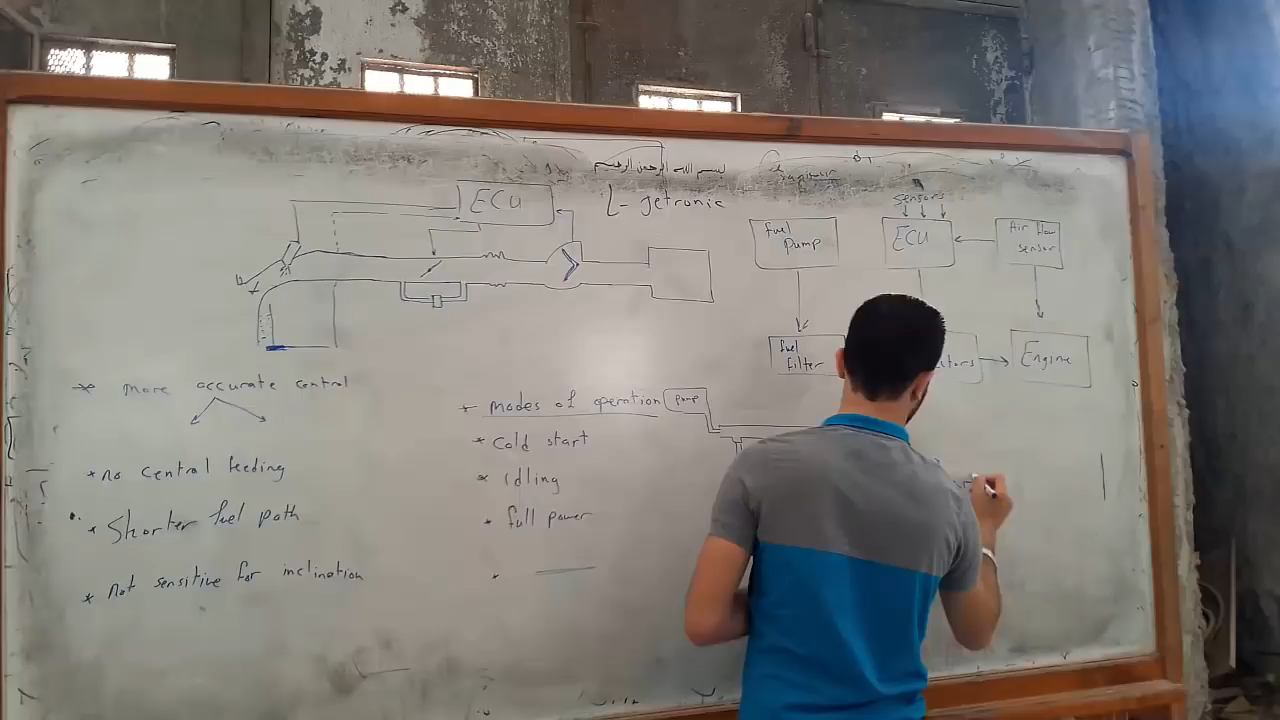 بسم الله الرحمن الرحيم
L- Jetronic
ECU
Sensors
fuel pump
ECU
Air flow sensor
fuel filter
Engine
* more accurate control
* no central feeding
* Shorter fuel path
* not sensitive for inclination
* modes of operation
* cold start
* Idling
* full power
*
pump